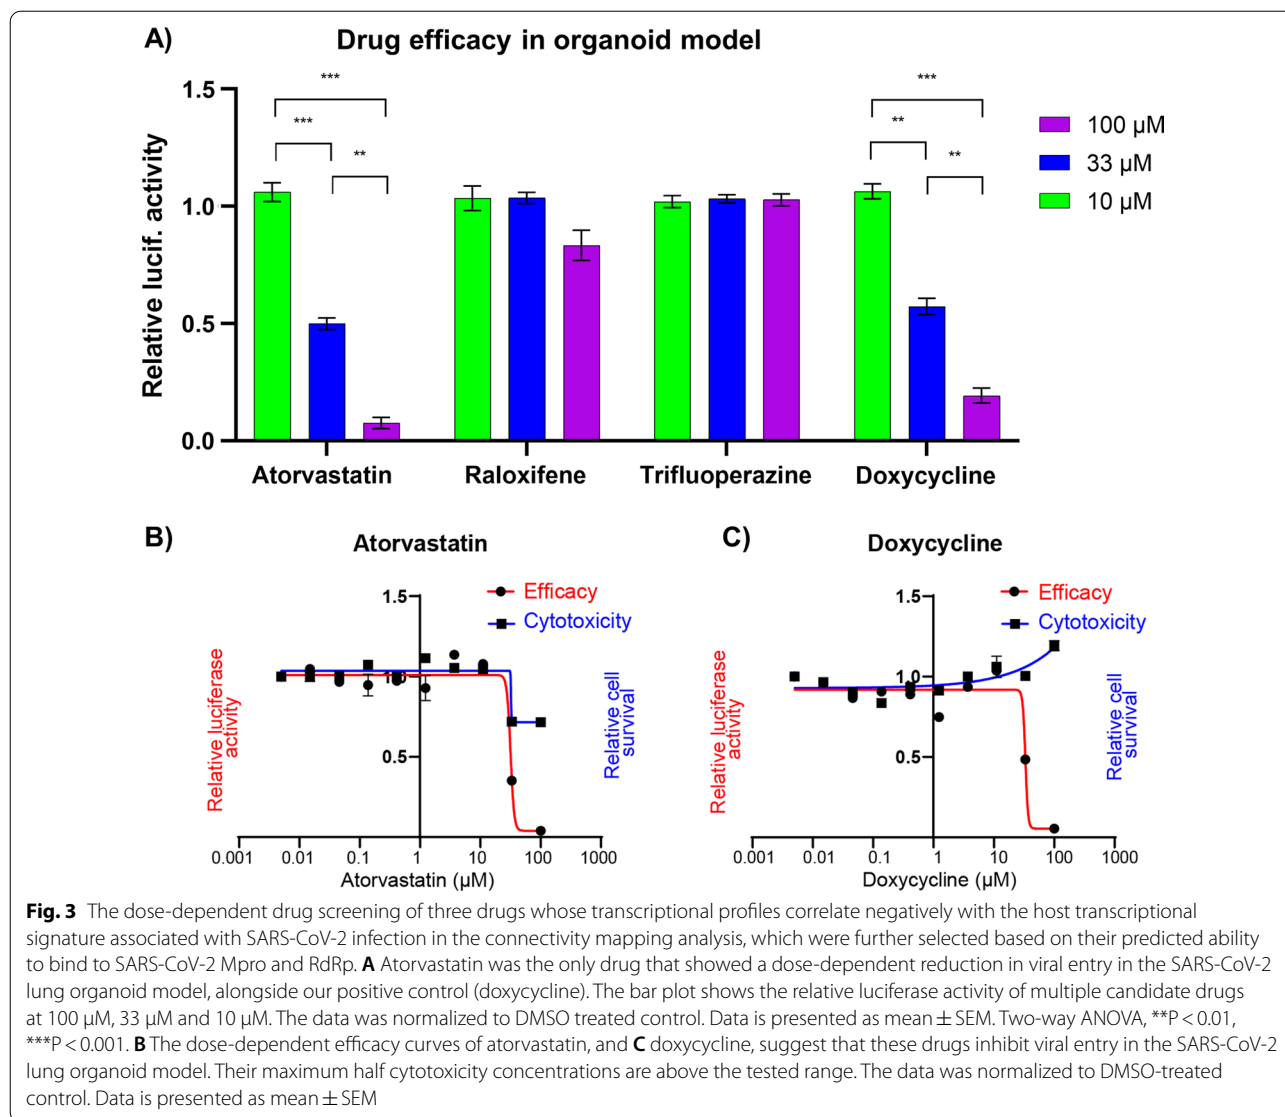 A)
Drug efficacy in organoid model
Relative lucif. activity
1.5
1.0
0.5
0.0
***
***
**
***
**
**
100 µM
33 µM
10 µM
Atorvastatin
Raloxifene
Trifluoperazine
Doxycycline
B)
Atorvastatin
Efficacy
Cytotoxicity
Relative luciferase
activity
Relative cell
survival
1.5
1.0
0.5
0.001
0.01
0.1
1
10
100
1000
Atorvastatin (µM)
C)
Doxycycline
Efficacy
Cytotoxicity
Relative luciferase
activity
Relative cell
survival
1.5
1.0
0.5
0.001
0.01
0.1
1
10
100
1000
Doxycycline (µM)
Fig. 3 The dose-dependent drug screening of three drugs whose transcriptional profiles correlate negatively with the host transcriptional
signature associated with SARS-CoV-2 infection in the connectivity mapping analysis, which were further selected based on their predicted ability
to bind to SARS-CoV-2 Mpro and RdRp. A Atorvastatin was the only drug that showed a dose-dependent reduction in viral entry in the SARS-CoV-2
lung organoid model, alongside our positive control (doxycycline). The bar plot shows the relative luciferase activity of multiple candidate drugs
at 100 µM, 33 µM and 10 µM. The data was normalized to DMSO treated control. Data is presented as mean ± SEM. Two-way ANOVA, **P < 0.01,
***P < 0.001. B The dose-dependent efficacy curves of atorvastatin, and C doxycycline, suggest that these drugs inhibit viral entry in the SARS-CoV-2
lung organoid model. Their maximum half cytotoxicity concentrations are above the tested range. The data was normalized to DMSO-treated
control. Data is presented as mean ± SEM